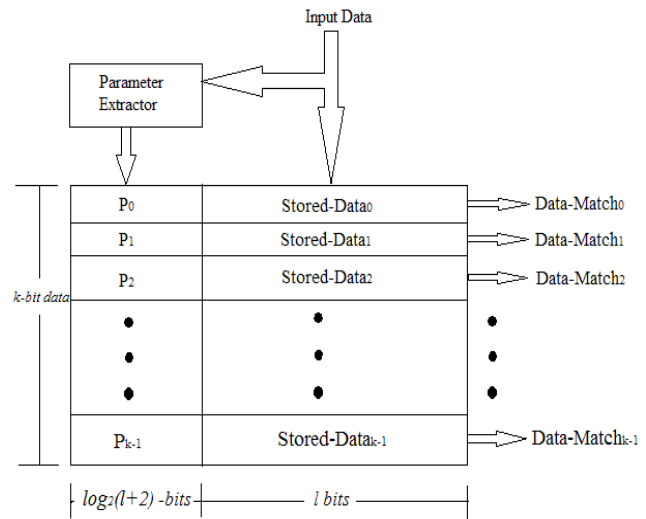 Input Data
Parameter
Extractor
P0 Stored-Data0 Data-Match0
P1 Stored-Data1 Data-Match1
P2 Stored-Data2 Data-Match2
k-bit data
Pk-1 Stored-Datak-1 Data-Matchk-1
log2(l+2) -bits l bits